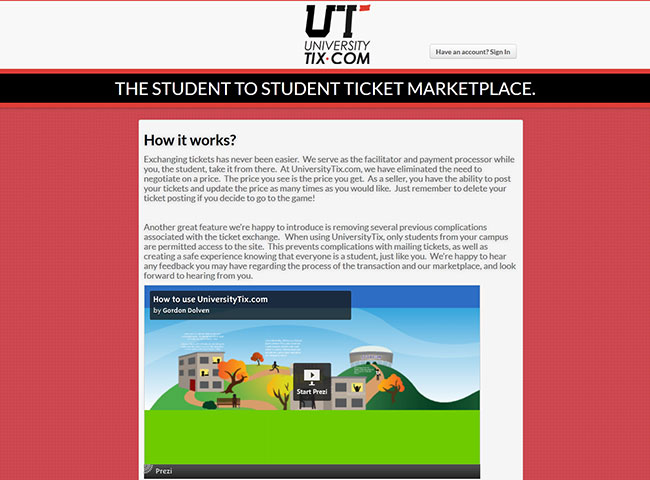 UT
UNIVERSITY
TIX•COM
Have an account? Sign In
THE STUDENT TO STUDENT TICKET MARKETPLACE.
How it works?
Exchanging tickets has never been easier.  We serve as the facilitator and payment processor while
you, the student, take it from there.  At UniversityTix.com, we have eliminated the need to
negotiate on a price.  The price you see is the price you get.  As a seller, you have the ability to post
your tickets and update the price as many times as you would like.  Just remember to delete your
ticket posting if you decide to go to the game!
Another great feature we're happy to introduce is removing several previous complications
associated with the ticket exchange.   When using UniversityTix, only students from your campus
are permitted access to the site.  This prevents complications with mailing tickets, as well as
creating a safe experience knowing that everyone is a student, just like you.  We're happy to hear
any feedback you may have regarding the process of the transaction and our marketplace, and look
forward to hearing from you.
How to use UniversityTix.com
by Gordon Dolven
Start Prezi
Prezi